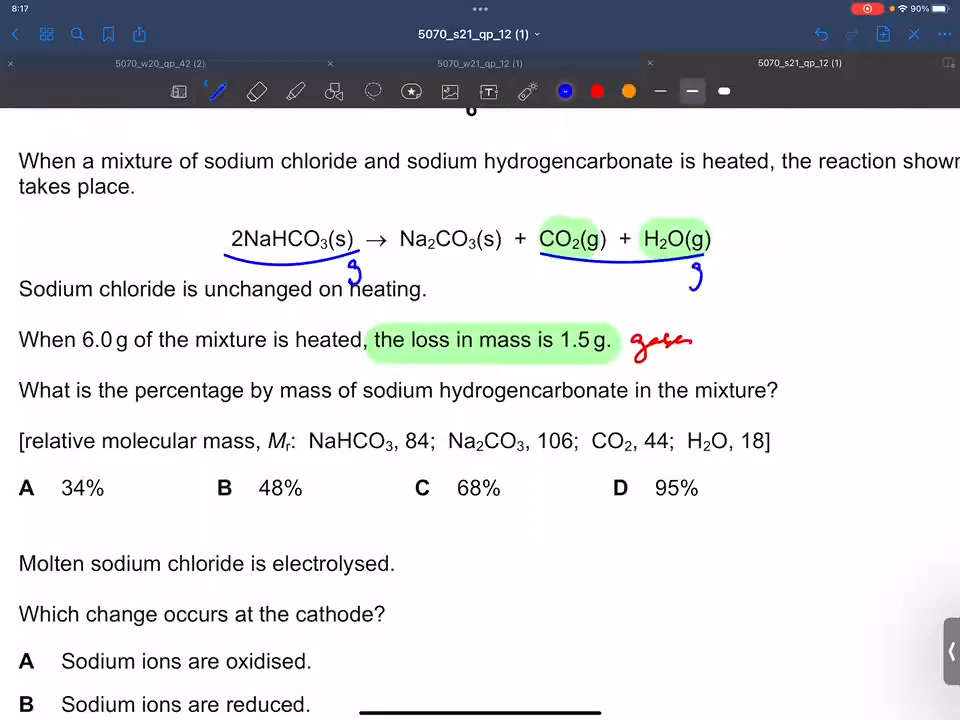 8:17
90%
5070_s21_qp_12 (1)
5070_w20_qp_42 (2)
5070_w21_qp_12 (1)
5070_s21_qp_12 (1)
6
When a mixture of sodium chloride and sodium hydrogencarbonate is heated, the reaction shown
takes place.
2NaHCO₃(s) → Na₂CO₃(s) + CO₂(g) + H₂O(g)
g g
Sodium chloride is unchanged on heating.
When 6.0 g of the mixture is heated, the loss in mass is 1.5 g. gases
What is the percentage by mass of sodium hydrogencarbonate in the mixture?
[relative molecular mass, Mᵣ: NaHCO₃, 84; Na₂CO₃, 106; CO₂, 44; H₂O, 18]
A 34% B 48% C 68% D 95%
Molten sodium chloride is electrolysed.
Which change occurs at the cathode?
A Sodium ions are oxidised.
B Sodium ions are reduced.